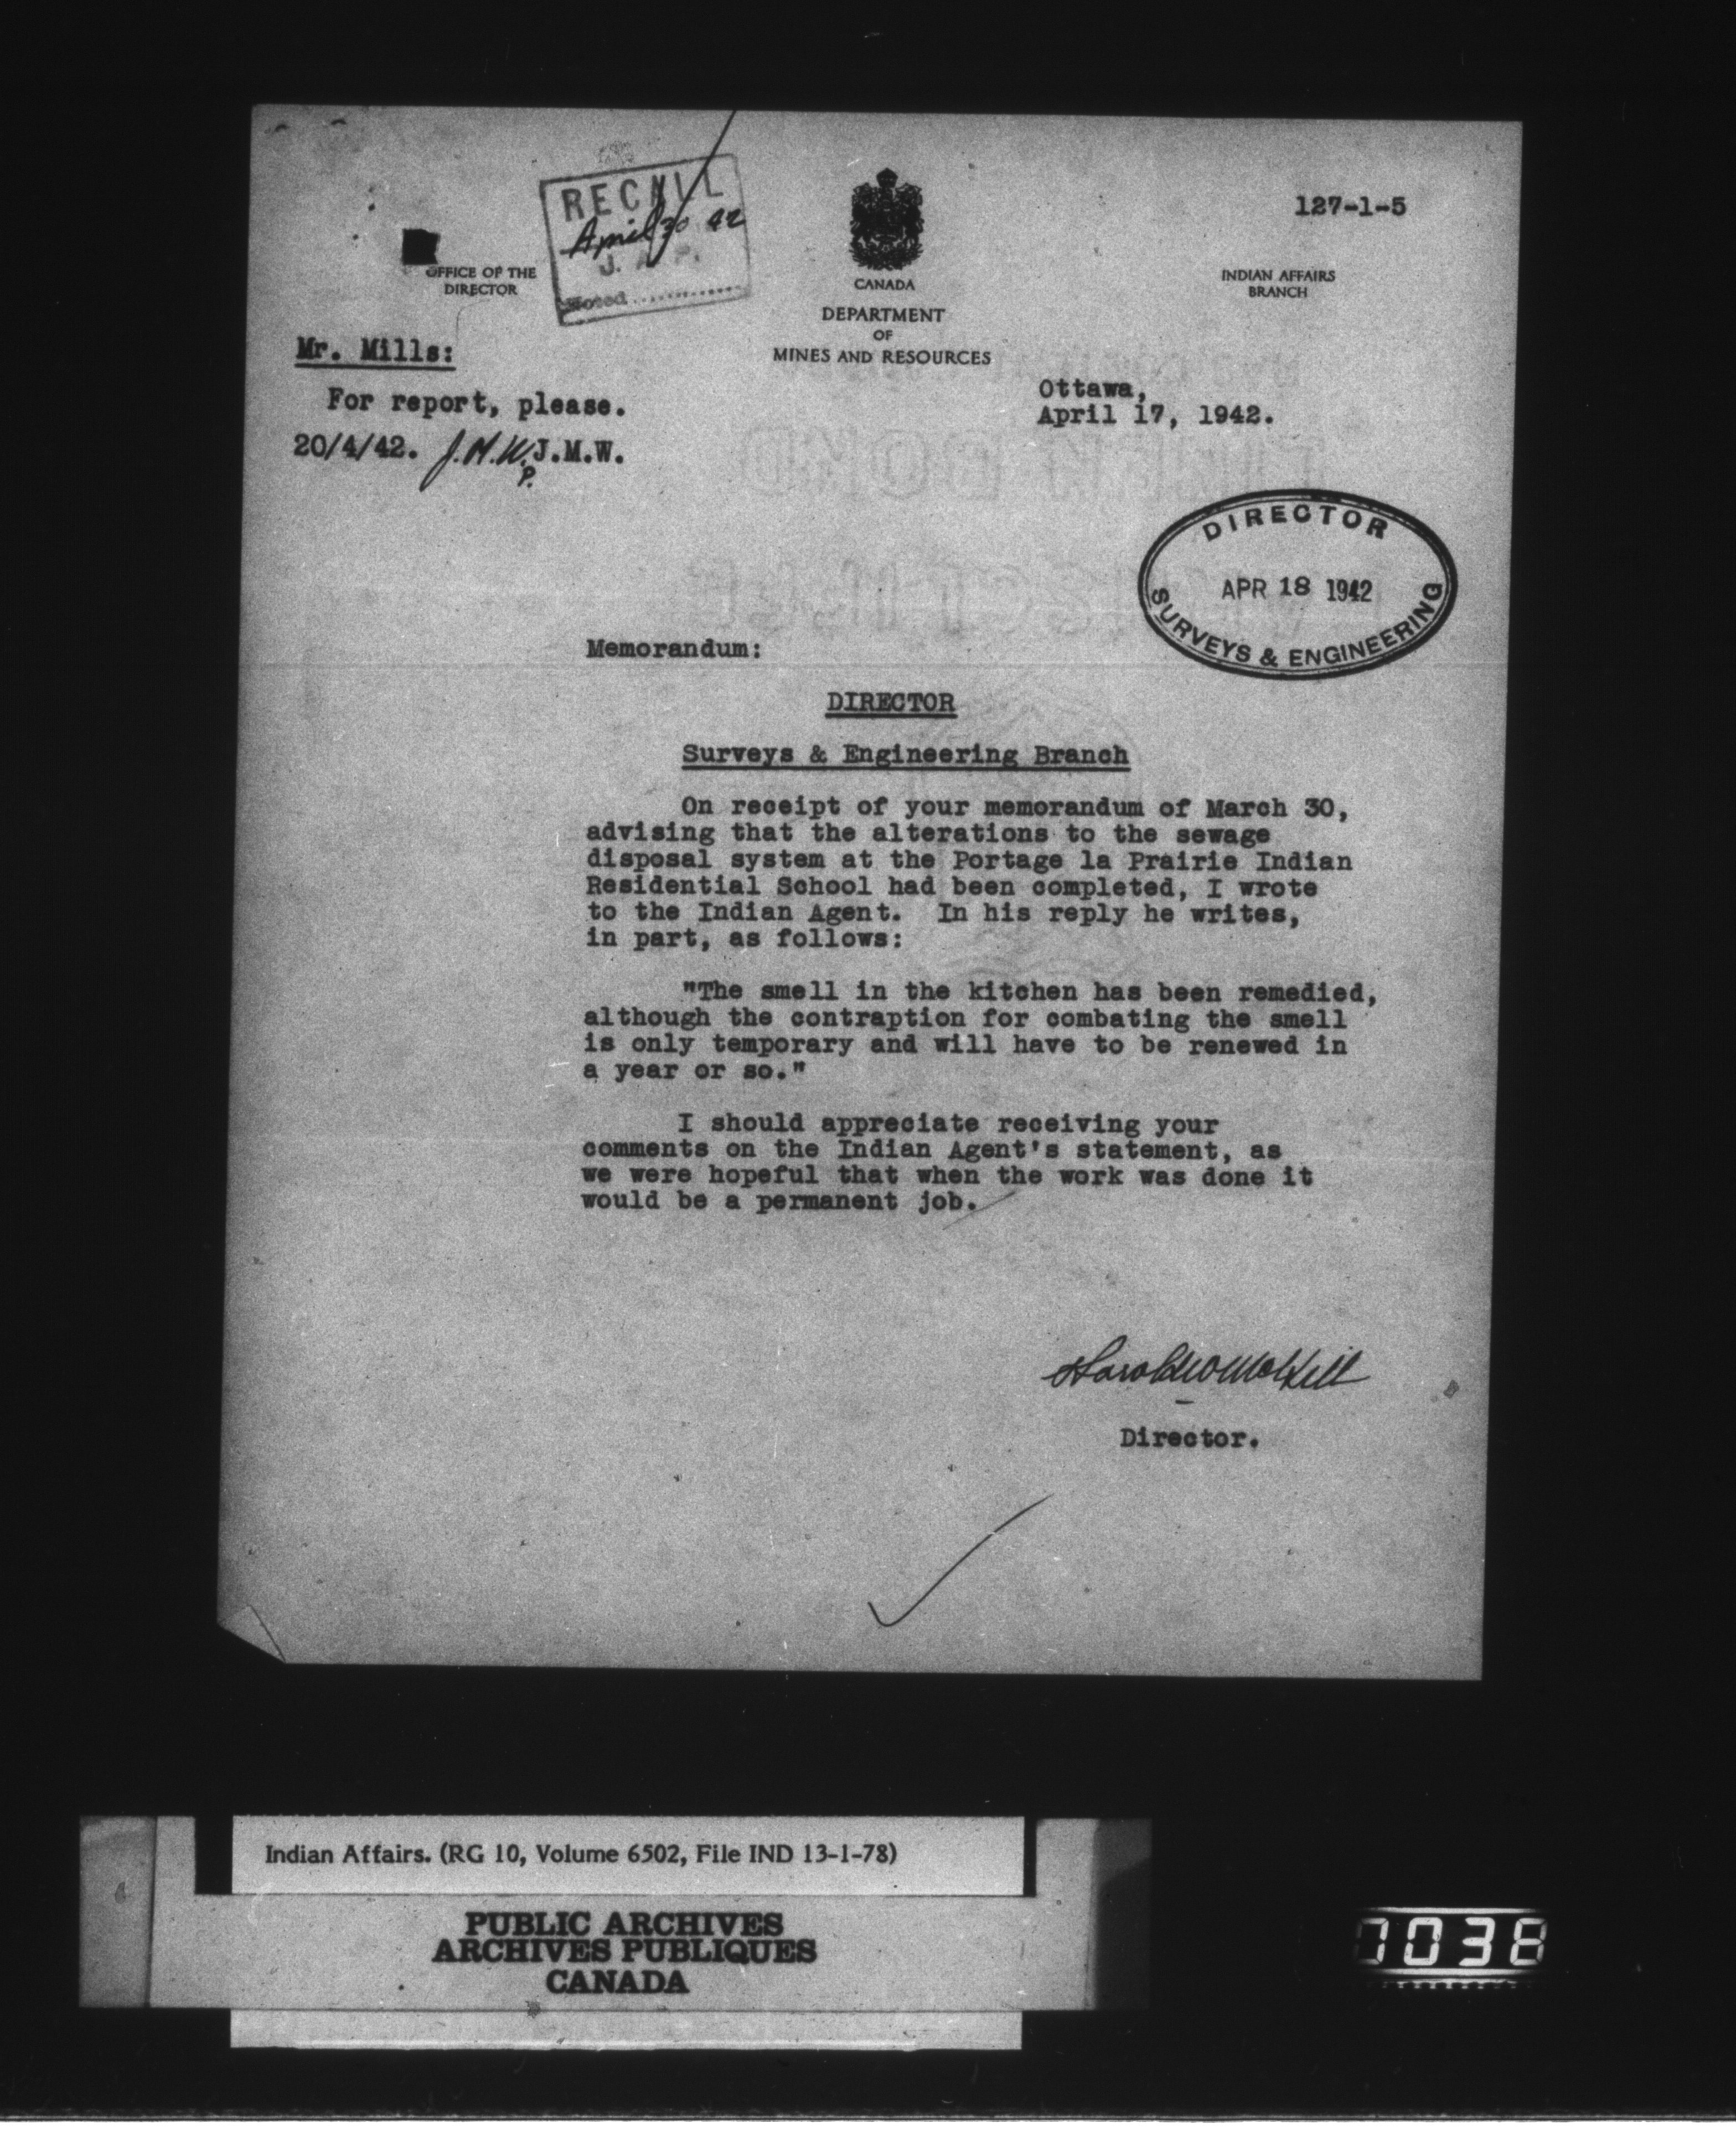 127-1-5
RECKIL
April 30 42
J. A. P.
Noted
OFFICE OF THE
DIRECTOR
CANADA
DEPARTMENT
OF
MINES AND RESOURCES
INDIAN AFFAIRS
BRANCH
Mr. Mills:
For report, please.
20/4/42. J.M.W. J.M.W.
P.
Ottawa,
April 17, 1942.
DIRECTOR
APR 18 1942
SURVEYS & ENGINEERING
Memorandum:
DIRECTOR
Surveys & Engineering Branch
On receipt of your memorandum of March 30,
advising that the alterations to the sewage
disposal system at the Portage la Prairie Indian
Residential School had been completed, I wrote
to the Indian Agent. In his reply he writes,
in part, as follows:
"The smell in the kitchen has been remedied,
although the contraption for combating the smell
is only temporary and will have to be renewed in
a year or so."
I should appreciate receiving your
comments on the Indian Agent's statement, as
we were hopeful that when the work was done it
would be a permanent job.
Harold W McGill
Director.
Indian Affairs. (RG 10, Volume 6502, File IND 13-1-78)
PUBLIC ARCHIVES
ARCHIVES PUBLIQUES
CANADA